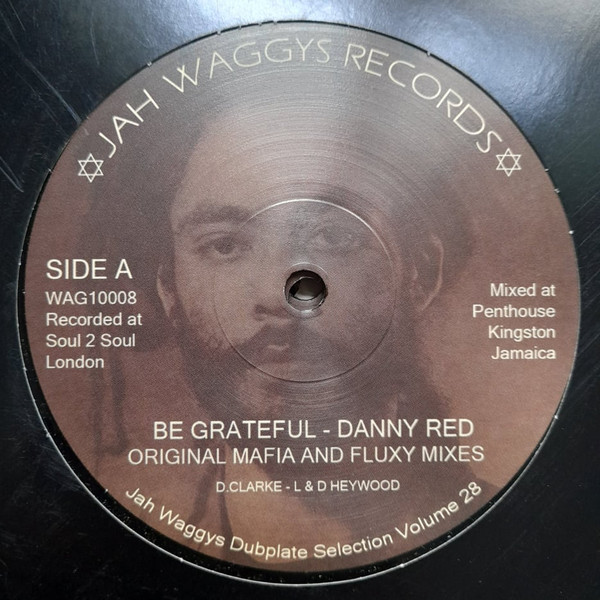 JAH WAGGYS RECORDS
SIDE A
WAG10008
Recorded at
Soul 2 Soul
London
Mixed at
Penthouse
Kingston
Jamaica
BE GRATEFUL - DANNY RED
ORIGINAL MAFIA AND FLUXY MIXES
D.CLARKE - L & D HEYWOOD
Jah Waggys Dubplate Selection Volume 28